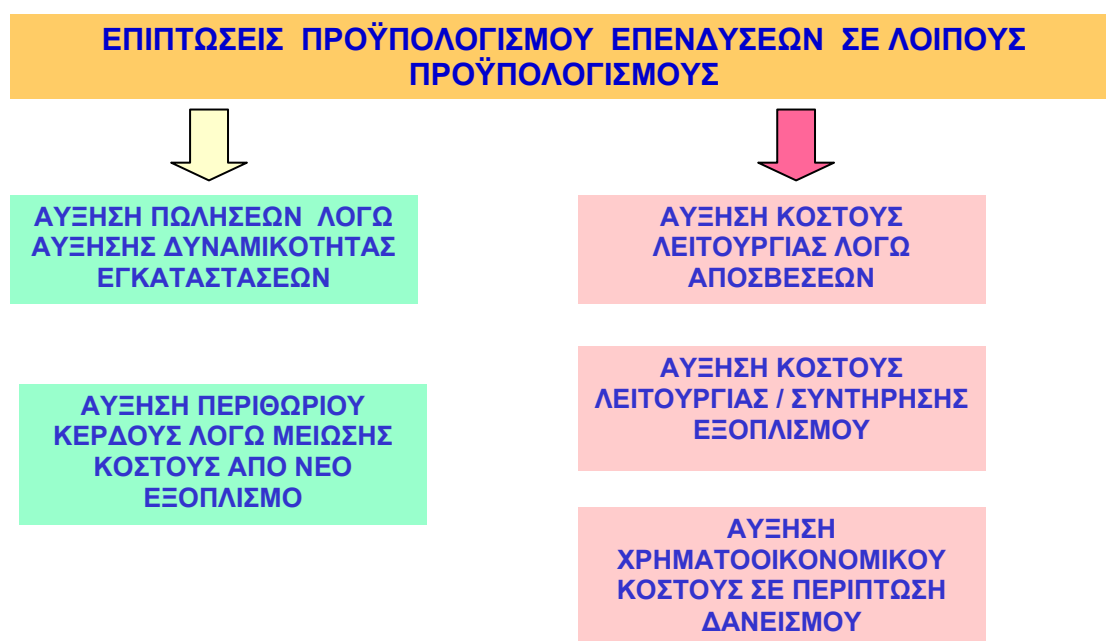 ΕΠΙΠΤΩΣΕΙΣ ΠΡΟΫΠΟΛΟΓΙΣΜΟΥ ΕΠΕΝΔΥΣΕΩΝ ΣΕ ΛΟΙΠΟΥΣ
ΠΡΟΫΠΟΛΟΓΙΣΜΟΥΣ
ΑΥΞΗΣΗ ΠΩΛΗΣΕΩΝ ΛΟΓΩ
ΑΥΞΗΣΗΣ ΔΥΝΑΜΙΚΟΤΗΤΑΣ
ΕΓΚΑΤΑΣΤΑΣΕΩΝ
ΑΥΞΗΣΗ ΠΕΡΙΘΩΡΙΟΥ
ΚΕΡΔΟΥΣ ΛΟΓΩ ΜΕΙΩΣΗΣ
ΚΟΣΤΟΥΣ ΑΠΟ ΝΕΟ
ΕΞΟΠΛΙΣΜΟ
ΑΥΞΗΣΗ ΚΟΣΤΟΥΣ
ΛΕΙΤΟΥΡΓΙΑΣ ΛΟΓΩ
ΑΠΟΣΒΕΣΕΩΝ
ΑΥΞΗΣΗ ΚΟΣΤΟΥΣ
ΛΕΙΤΟΥΡΓΙΑΣ / ΣΥΝΤΗΡΗΣΗΣ
ΕΞΟΠΛΙΣΜΟΥ
ΑΥΞΗΣΗ
ΧΡΗΜΑΤΟΟΙΚΟΝΟΜΙΚΟΥ
ΚΟΣΤΟΥΣ ΣΕ ΠΕΡΙΠΤΩΣΗ
ΔΑΝΕΙΣΜΟΥ